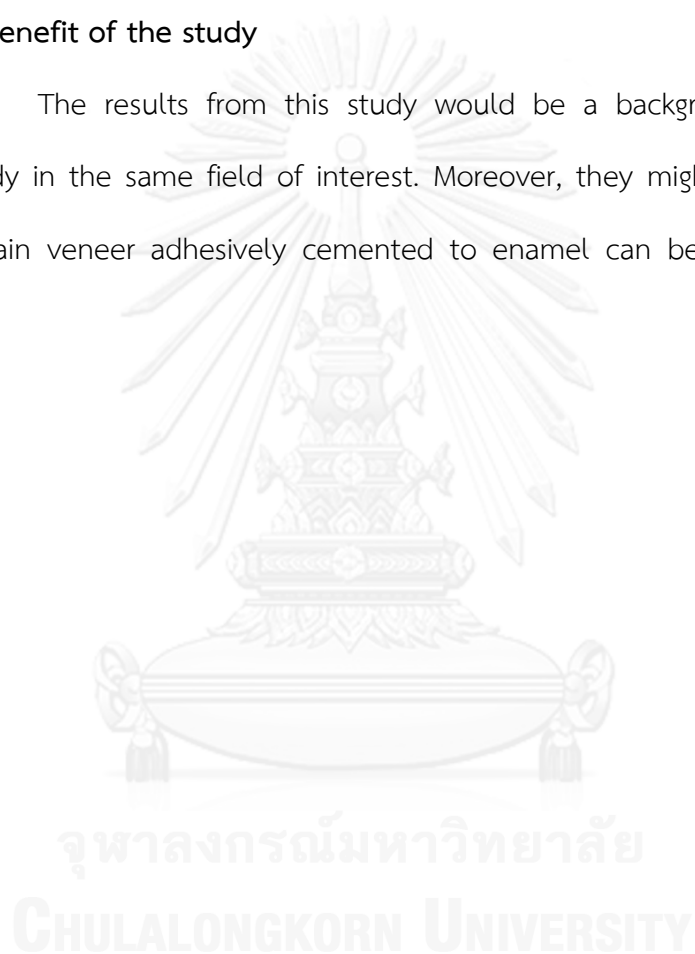 enefit of the study
The results from this study would be a backgr
dy in the same field of interest. Moreover, they migh
ain veneer adhesively cemented to enamel can be
จุฬาลงกรณ์มหาวิทยาลัย
CHULALONGKORN UNIVERSITY